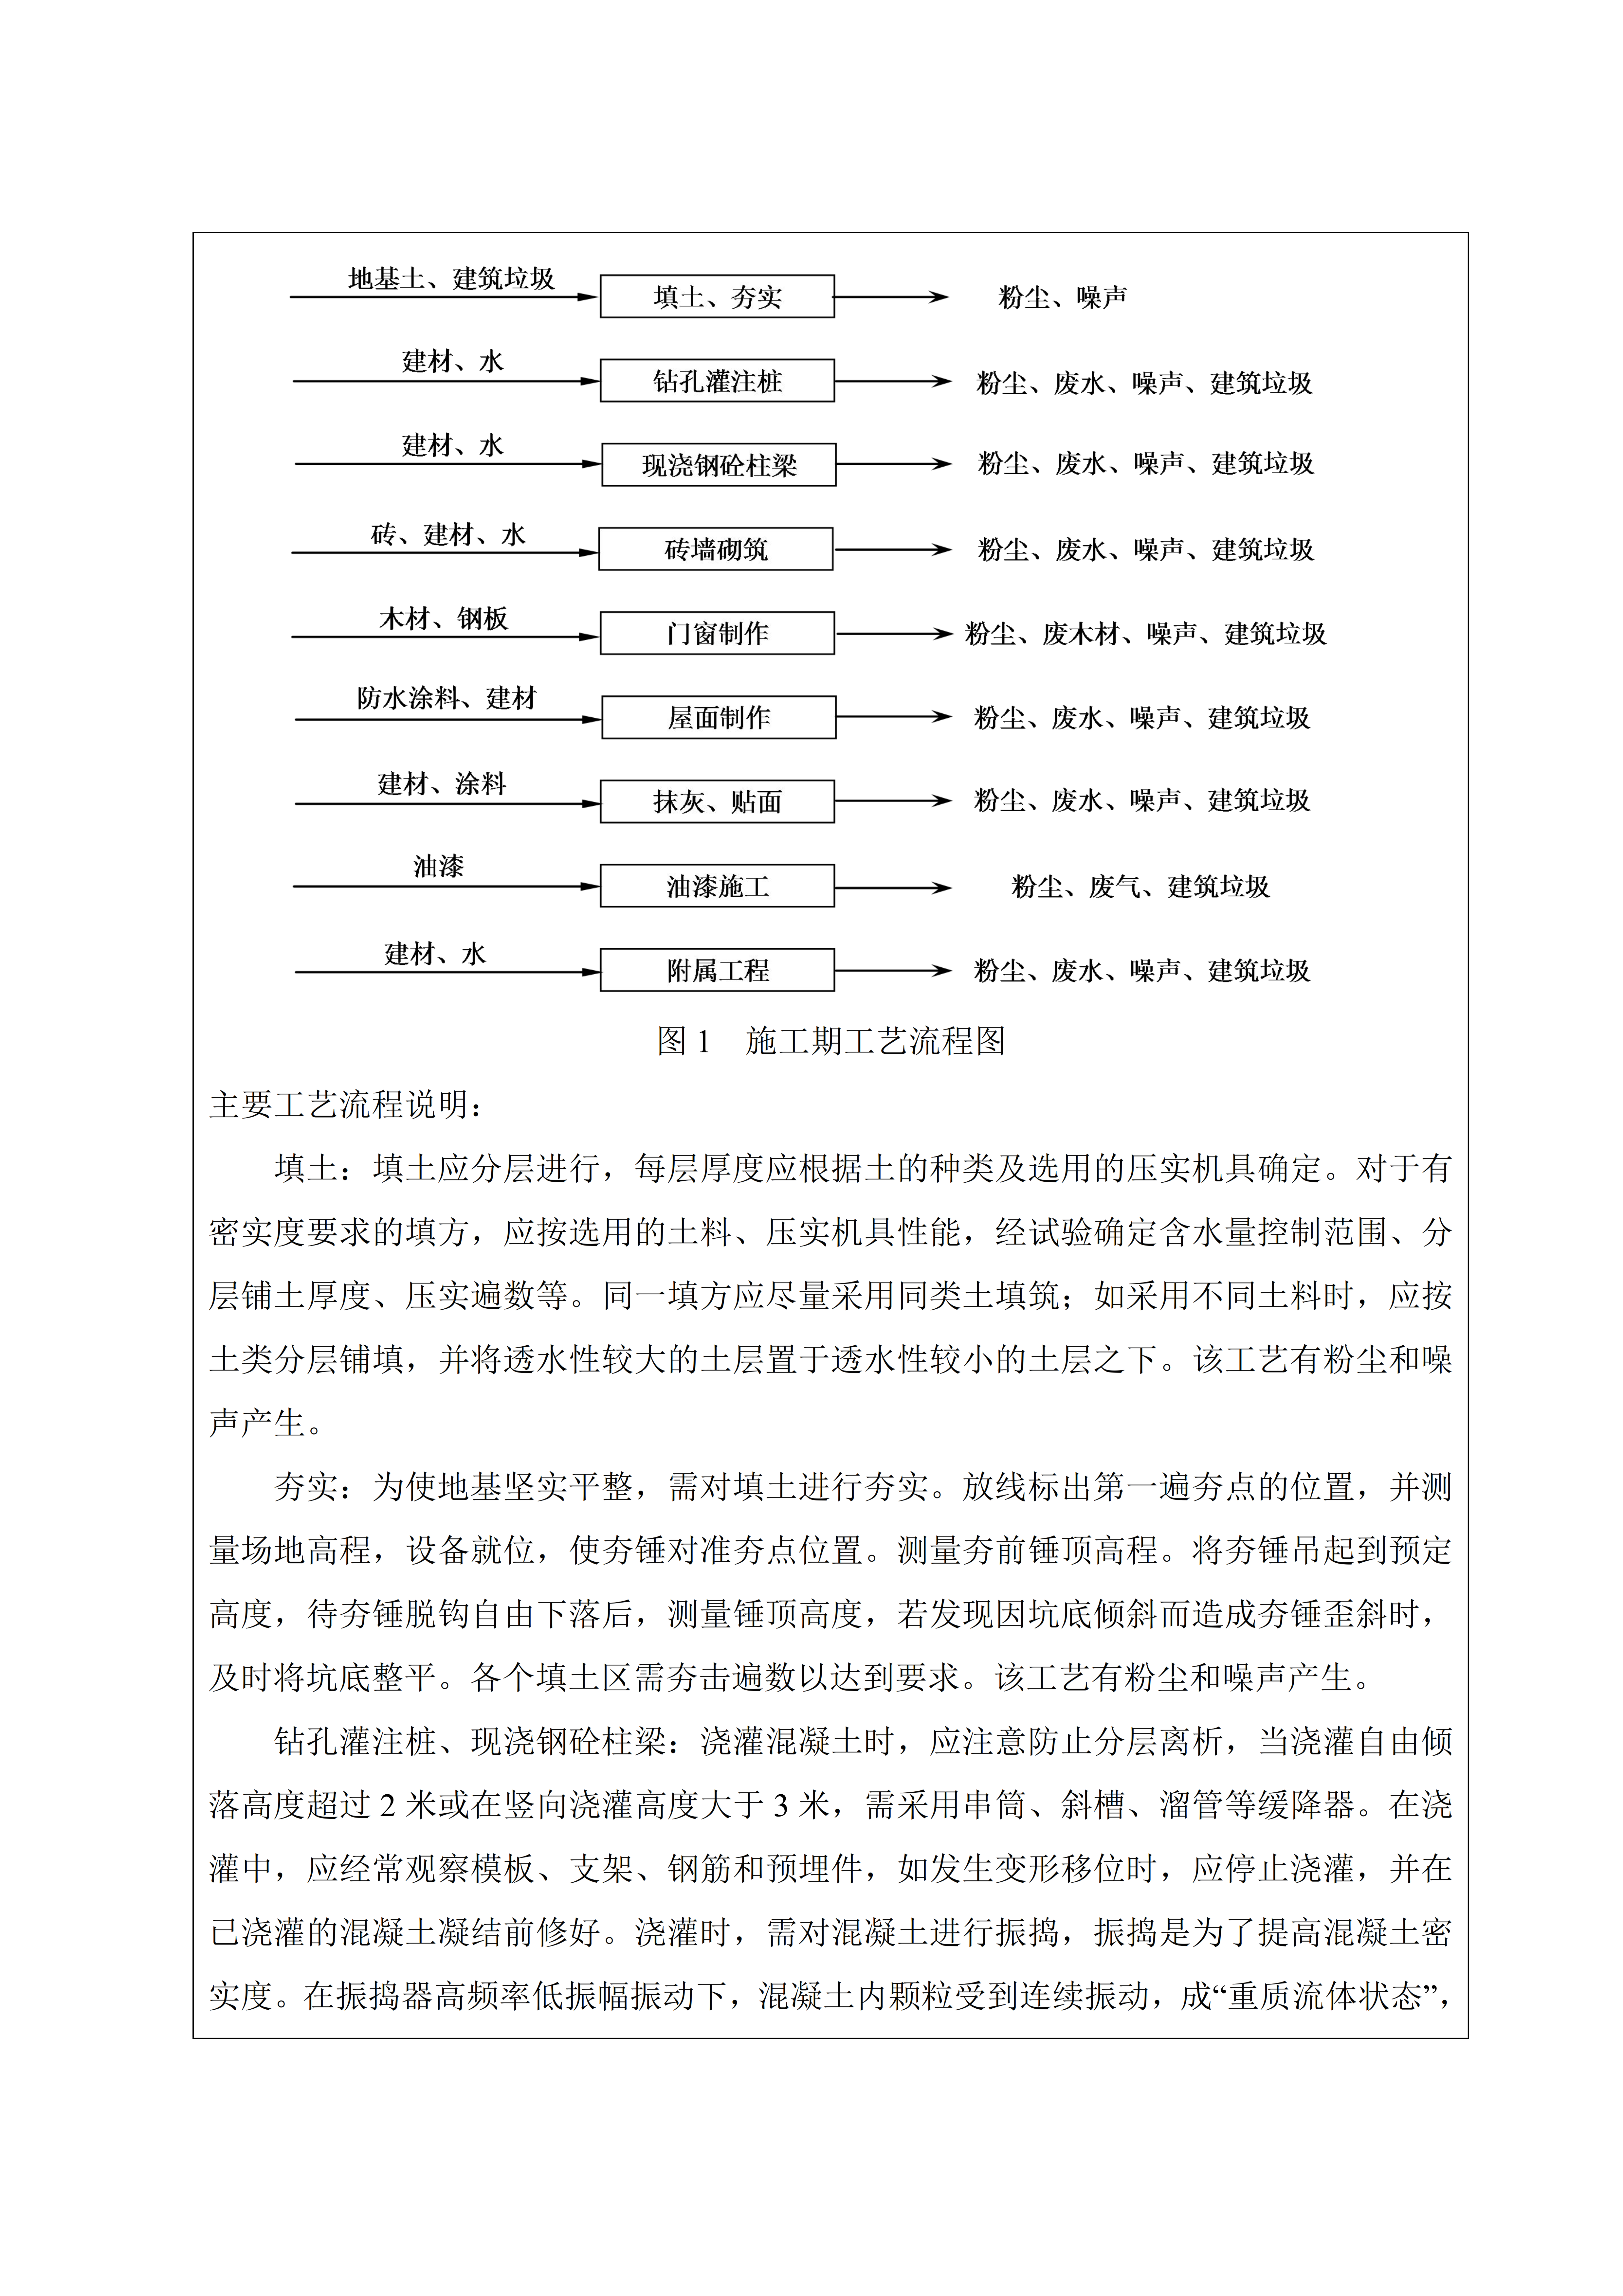 地基土、建筑垃圾 填土、夯实 粉尘、噪声
建材、水 钻孔灌注桩 粉尘、废水、噪声、建筑垃圾
建材、水 现浇钢砼柱梁 粉尘、废水、噪声、建筑垃圾
砖、建材、水 砖墙砌筑 粉尘、废水、噪声、建筑垃圾
木材、钢板 门窗制作 粉尘、废木材、噪声、建筑垃圾
防水涂料、建材 屋面制作 粉尘、废水、噪声、建筑垃圾
建材、涂料 抹灰、贴面 粉尘、废水、噪声、建筑垃圾
油漆 油漆施工 粉尘、废气、建筑垃圾
建材、水 附属工程 粉尘、废水、噪声、建筑垃圾
图 1 施工期工艺流程图
主要工艺流程说明：
填土：填土应分层进行，每层厚度应根据土的种类及选用的压实机具确定。对于有
密实度要求的填方，应按选用的土料、压实机具性能，经试验确定含水量控制范围、分
层铺土厚度、压实遍数等。同一填方应尽量采用同类土填筑；如采用不同土料时，应按
土类分层铺填，并将透水性较大的土层置于透水性较小的土层之下。该工艺有粉尘和噪
声产生。
夯实：为使地基坚实平整，需对填土进行夯实。放线标出第一遍夯点的位置，并测
量场地高程，设备就位，使夯锤对准夯点位置。测量夯前锤顶高程。将夯锤吊起到预定
高度，待夯锤脱钩自由下落后，测量锤顶高度，若发现因坑底倾斜而造成夯锤歪斜时，
及时将坑底整平。各个填土区需夯击遍数以达到要求。该工艺有粉尘和噪声产生。
钻孔灌注桩、现浇钢砼柱梁：浇灌混凝土时，应注意防止分层离析，当浇灌自由倾
落高度超过 2 米或在竖向浇灌高度大于 3 米，需采用串筒、斜槽、溜管等缓降器。在浇
灌中，应经常观察模板、支架、钢筋和预埋件，如发生变形移位时，应停止浇灌，并在
已浇灌的混凝土凝结前修好。浇灌时，需对混凝土进行振捣，振捣是为了提高混凝土密
实度。在振捣器高频率低振幅振动下，混凝土内颗粒受到连续振动，成“重质流体状态”，